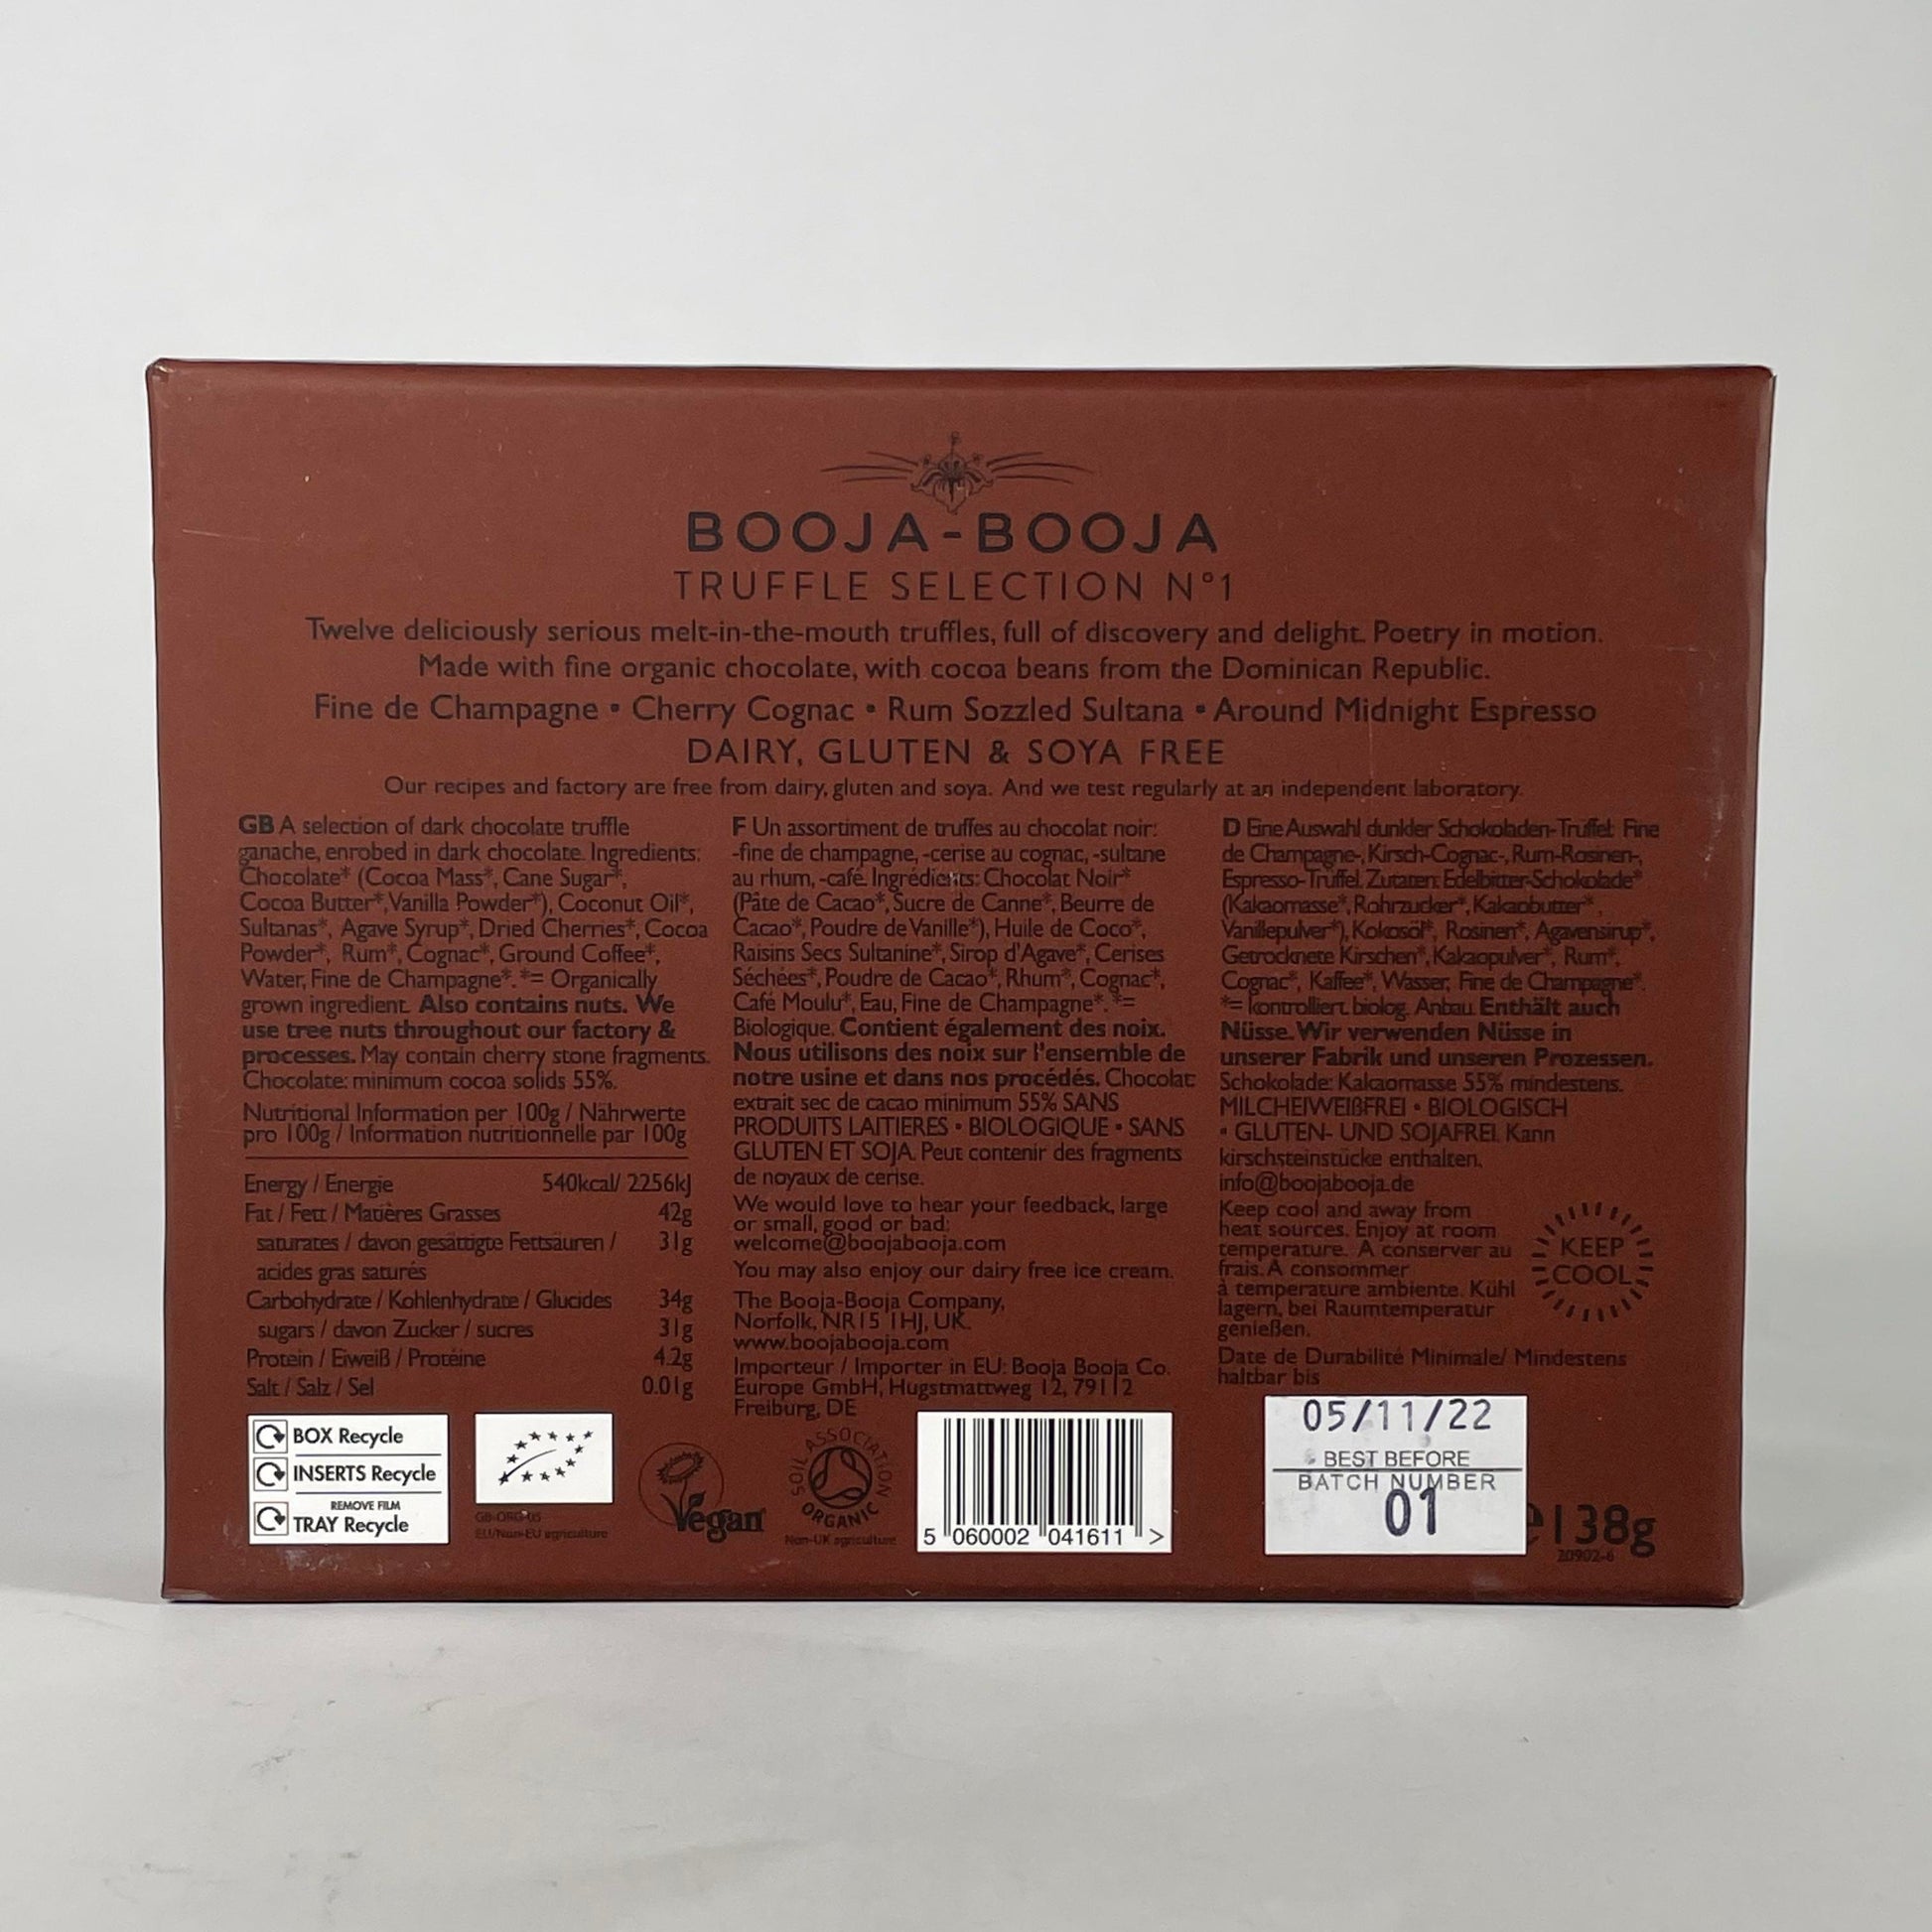 BOOJA-BOOJA
TRUFFLE SELECTION N°1
Twelve deliciously serious melt-in-the-mouth truffles, full of discovery and delight. Poetry in motion.
Made with fine organic chocolate, with cocoa beans from the Dominican Republic.
Fine de Champagne • Cherry Cognac • Rum Sozzled Sultana • Around Midnight Espresso
DAIRY, GLUTEN & SOYA FREE
Our recipes and factory are free from dairy, gluten and soya. And we test regularly at an independent laboratory.
GB A selection of dark chocolate truffle
ganache, enrobed in dark chocolate. Ingredients:
Chocolate* (Cocoa Mass*, Cane Sugar*,
Cocoa Butter*, Vanilla Powder*), Coconut Oil*,
Sultanas*, Agave Syrup*, Dried Cherries*, Cocoa
Powder*, Rum*, Cognac*, Ground Coffee*,
Water, Fine de Champagne*. *= Organically
grown ingredient. Also contains nuts. We
use tree nuts throughout our factory &
processes. May contain cherry stone fragments.
Chocolate: minimum cocoa solids 55%.
Nutritional Information per 100g / Nährwerte
pro 100g / Information nutritionnelle par 100g
Energy / Energie 540kcal/ 2256kJ
Fat / Fett / Matières Grasses 42g
saturates / davon gesättigte Fettsäuren / 31g
acides gras saturés
Carbohydrate / Kohlenhydrate / Glucides 34g
sugars / davon Zucker / sucres 31g
Protein / Eiweiß / Protéine 4.2g
Salt / Salz / Sel 0.01g
BOX Recycle
INSERTS Recycle
REMOVE FILM
TRAY Recycle
GB-ORG-05
EU/Non-EU agriculture
Vegan
F Un assortiment de truffes au chocolat noir:
-fine de champagne, -cerise au cognac, -sultane
au rhum, -café. Ingrédients: Chocolat Noir*
(Pâte de Cacao*, Sucre de Canne*, Beurre de
Cacao*, Poudre de Vanille*), Huile de Coco*,
Raisins Secs Sultanine*, Sirop d'Agave*, Cerises
Séchées*, Poudre de Cacao*, Rhum*, Cognac*,
Café Moulu*, Eau, Fine de Champagne*. *=
Biologique. Contient également des noix.
Nous utilisons des noix sur l'ensemble de
notre usine et dans nos procédés. Chocolat:
extrait sec de cacao minimum 55% SANS
PRODUITS LAITIERES • BIOLOGIQUE • SANS
GLUTEN ET SOJA. Peut contenir des fragments
de noyaux de cerise.
We would love to hear your feedback, large
or small, good or bad:
welcome@boojabooja.com
You may also enjoy our dairy free ice cream.
The Booja-Booja Company,
Norfolk, NR15 1HJ, UK.
www.boojabooja.com
Importeur / Importer in EU: Booja Booja Co.
Europe GmbH, Hugstmattweg 12, 79112
Freiburg, DE
SOIL ASSOCIATION
ORGANIC
Non-UK agriculture
5 060002 041611 >
D Eine Auswahl dunkler Schokoladen-Trüffel: Fine
de Champagne-, Kirsch-Cognac-, Rum-Rosinen-,
Espresso-Trüffel. Zutaten: Edelbitter-Schokolade*
(Kakaomasse*, Rohrzucker*, Kakaobutter*,
Vanillepulver*), Kokosöl*, Rosinen*, Agavensirup*,
Getrocknete Kirschen*, Kakaopulver*, Rum*,
Cognac*, Kaffee*, Wasser, Fine de Champagne*.
*= kontrolliert. biolog. Anbau. Enthält auch
Nüsse. Wir verwenden Nüsse in
unserer Fabrik und unseren Prozessen.
Schokolade: Kakaomasse 55% mindestens.
MILCHEIWEIßFREI • BIOLOGISCH
• GLUTEN- UND SOJAFREI. Kann
kirschsteinstücke enthalten.
info@boojabooja.de
Keep cool and away from
heat sources. Enjoy at room
temperature. A conserver au
frais. A consommer
à temperature ambiente. Kühl
lagern, bei Raumtemperatur
genießen.
KEEP
COOL
Date de Durabilité Minimale/ Mindestens
haltbar bis
05/11/22
BEST BEFORE
BATCH NUMBER
01
e138g
20902-6